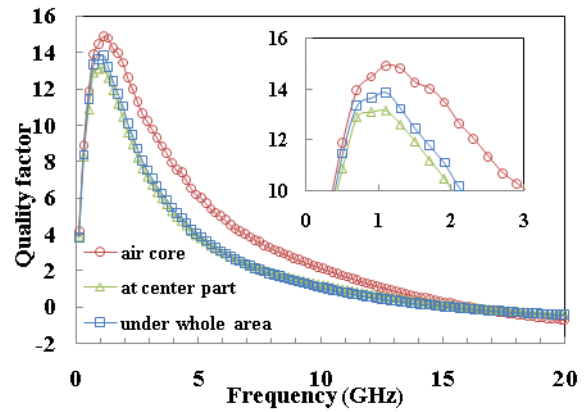 16
14
12
10
8
6
4
2
0
-2
Quality factor
16
14
12
10
0 1 2 3
air core
at center part
under whole area
0 5 10 15 20
Frequency (GHz)